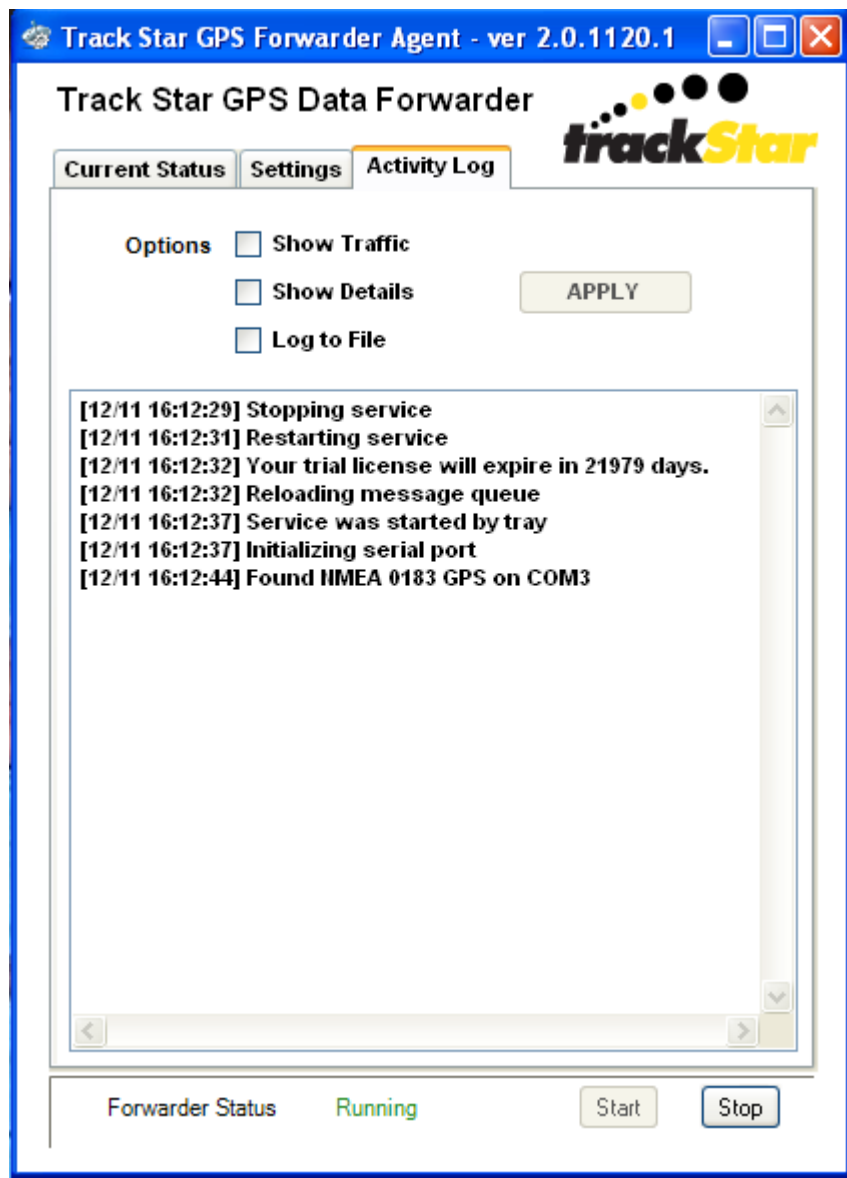 Track Star GPS Forwarder Agent - ver 2.0.1120.1
Track Star GPS Data Forwarder
trackStar
Current Status Settings Activity Log
Options Show Traffic
Show Details APPLY
Log to File
[12/11 16:12:29] Stopping service
[12/11 16:12:31] Restarting service
[12/11 16:12:32] Your trial license will expire in 21979 days.
[12/11 16:12:32] Reloading message queue
[12/11 16:12:37] Service was started by tray
[12/11 16:12:37] Initializing serial port
[12/11 16:12:44] Found NMEA 0183 GPS on COM3
Forwarder Status Running Start Stop